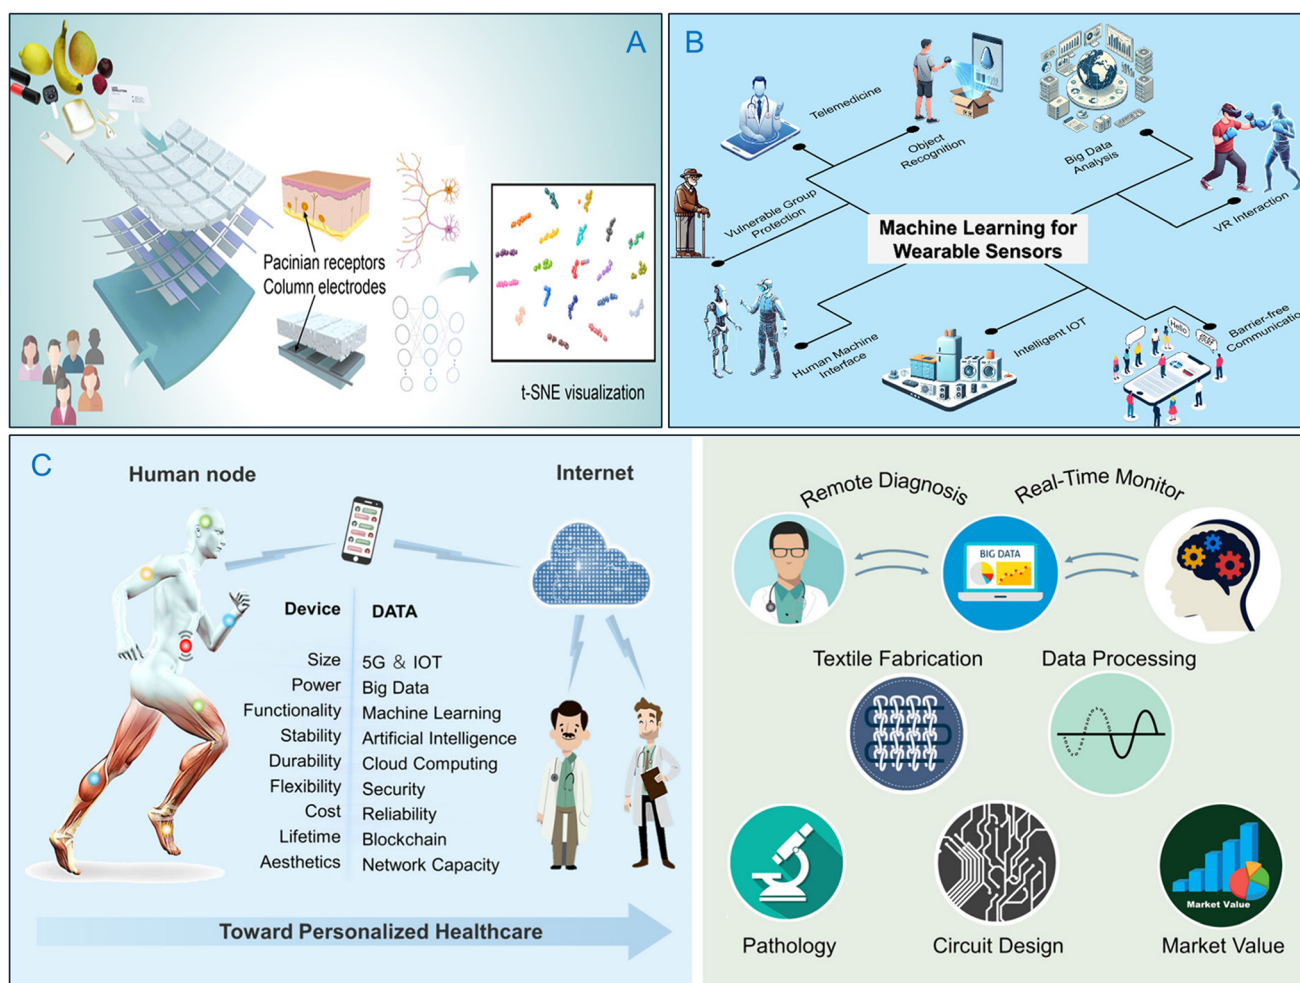 A
Pacinian receptors
Column electrodes
t-SNE visualization
B
Telemedicine
Object
Recognition
Big Data
Analysis
VR Interaction
Vulnerable Group
Protection
Machine Learning for
Wearable Sensors
Human Machine
Interface
Intelligent IOT
Hello
Barrier-free
Communication
C
Human node
Internet
Device
DATA
Size
5G & IOT
Power
Big Data
Functionality
Machine Learning
Stability
Artificial Intelligence
Durability
Cloud Computing
Flexibility
Security
Cost
Reliability
Lifetime
Blockchain
Aesthetics
Network Capacity
Toward Personalized Healthcare
Remote Diagnosis
Real-Time Monitor
BIG DATA
Textile Fabrication
Data Processing
Market Value
Pathology
Circuit Design
Market Value